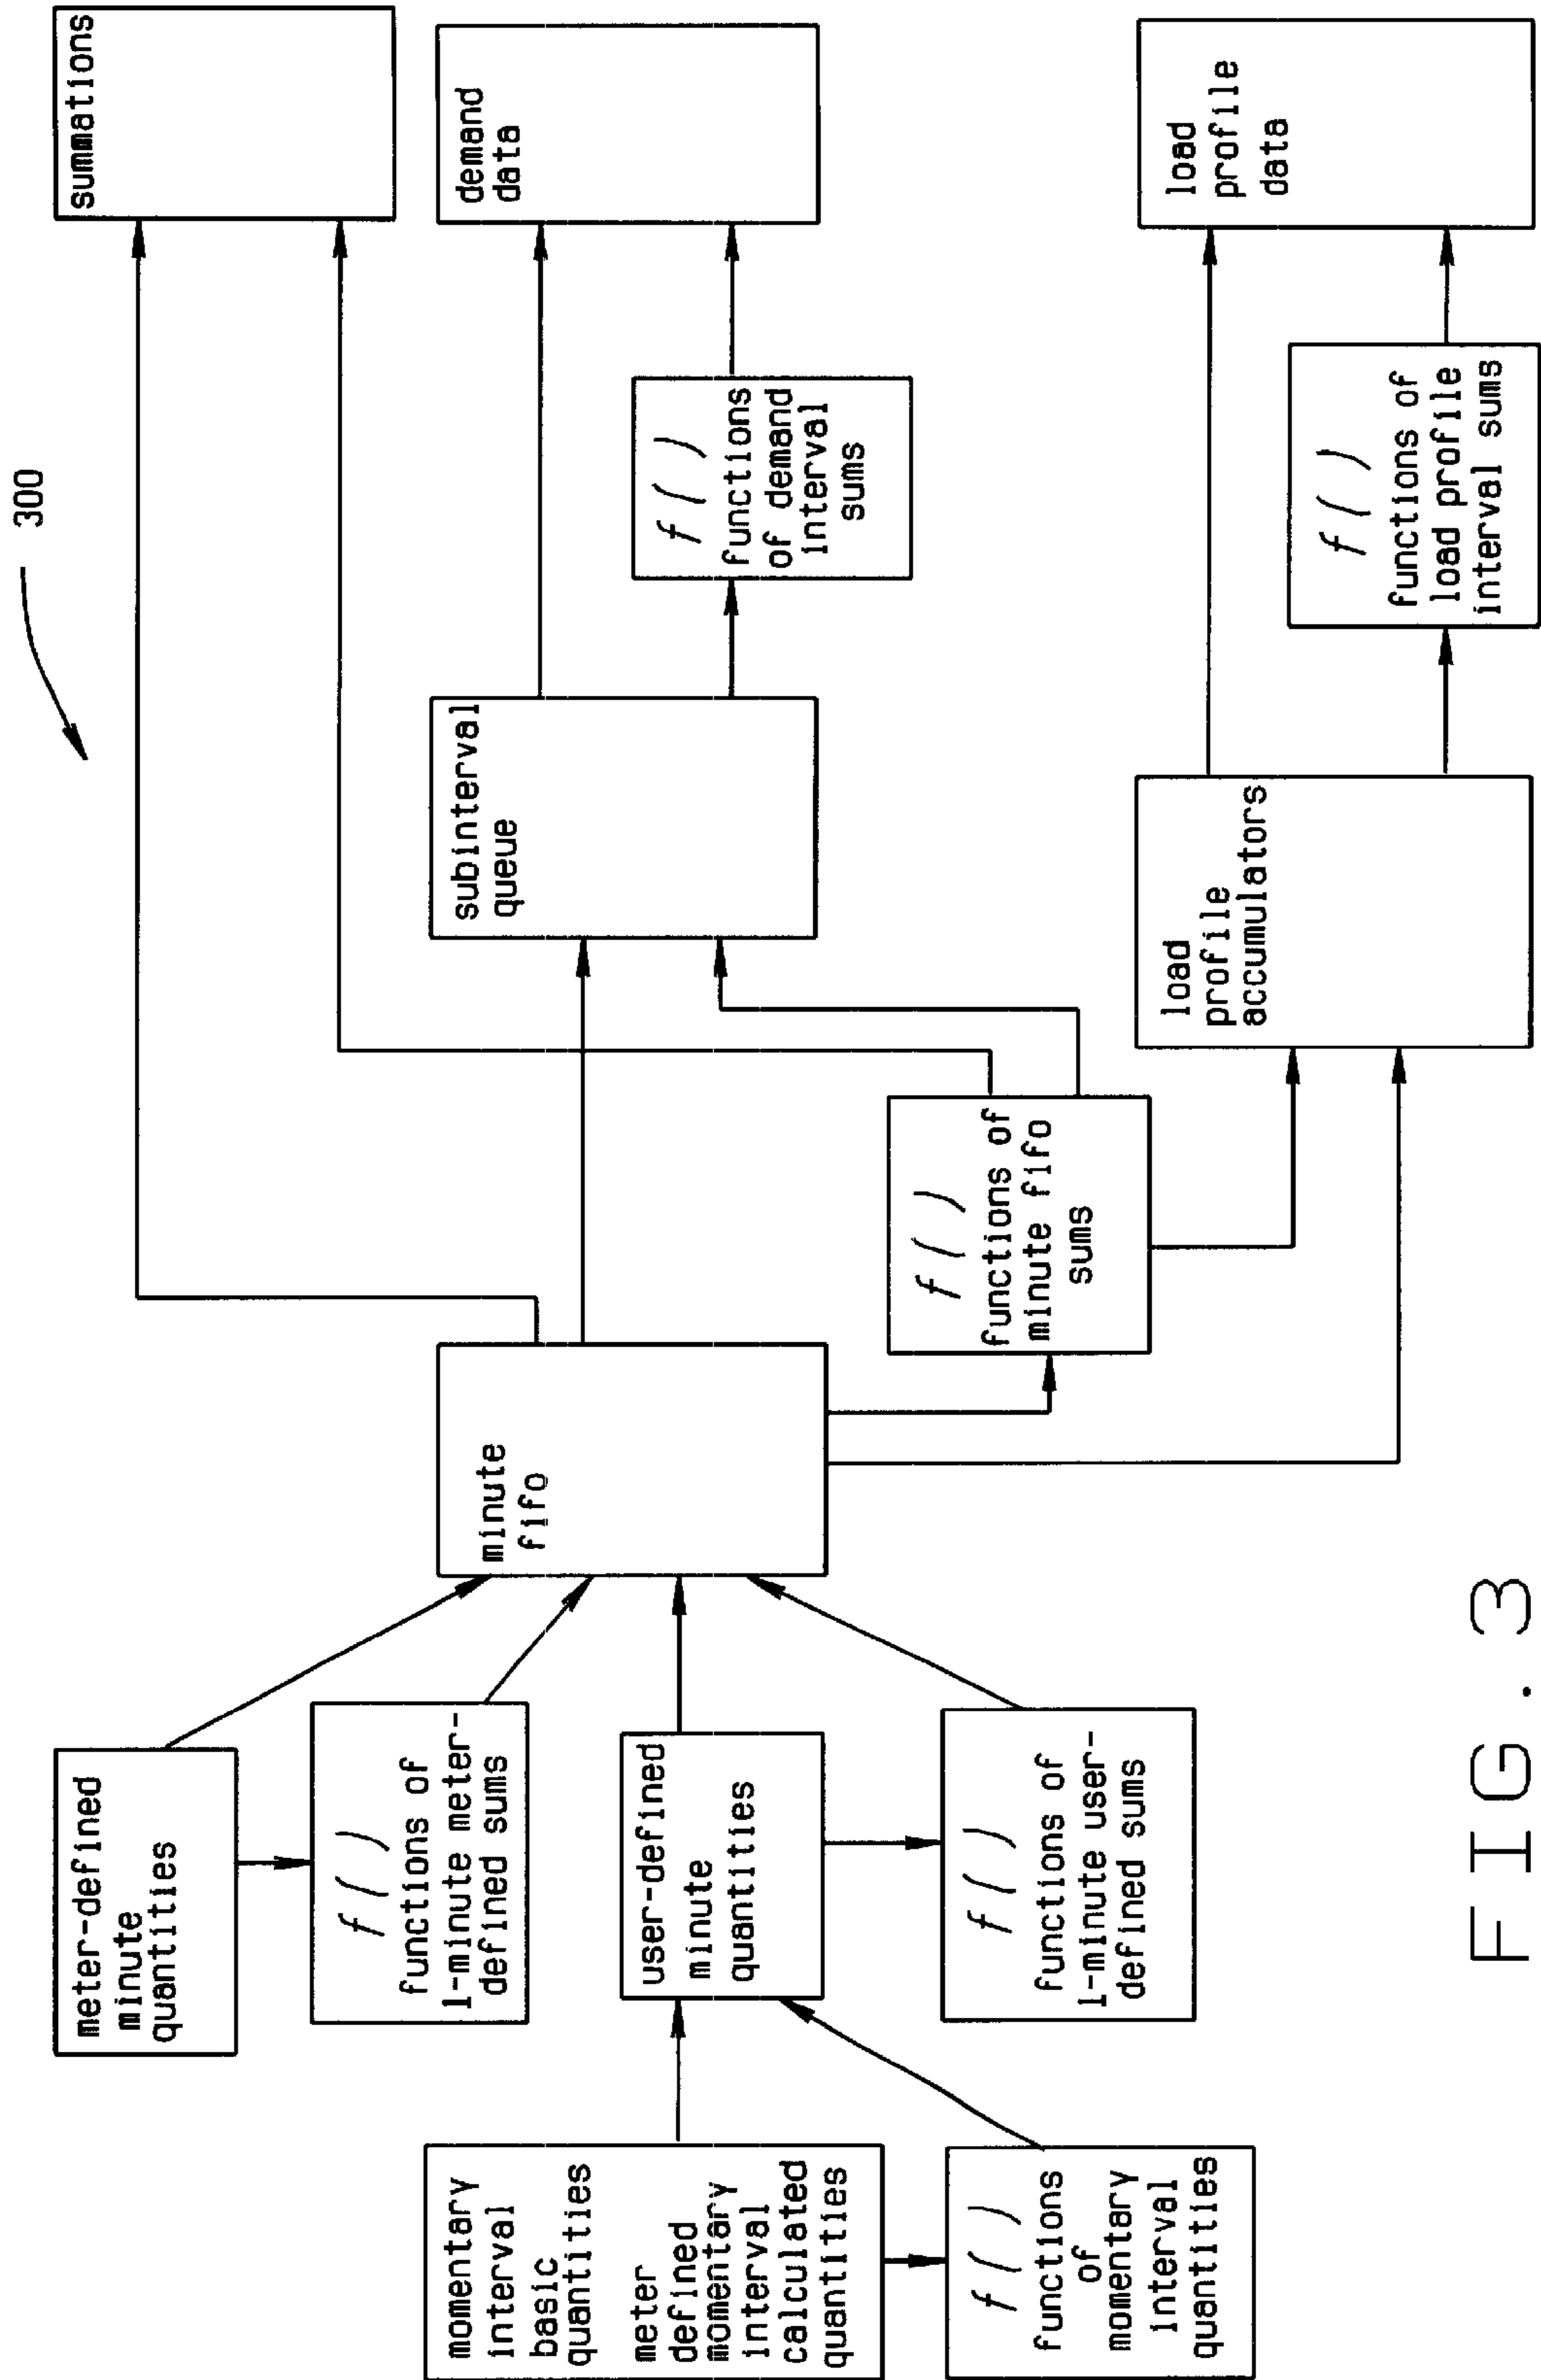 300
momentary
interval
basic
quantities
meter
defined
momentary
interval
calculated
quantities
f()
functions
of
momentary
interval
quantities
meter-defined
minute
quantities
f()
functions of
1-minute meter-
defined sums
user-defined
minute
quantities
f()
functions of
1-minute user-
defined sums
minute
fifo
f()
functions of
minute fifo
sums
subinterval
queue
load
profile
accumulators
f()
functions
of demand
interval
sums
f()
functions of
load profile
interval sums
summations
demand
data
load
profile
data
FIG. 3